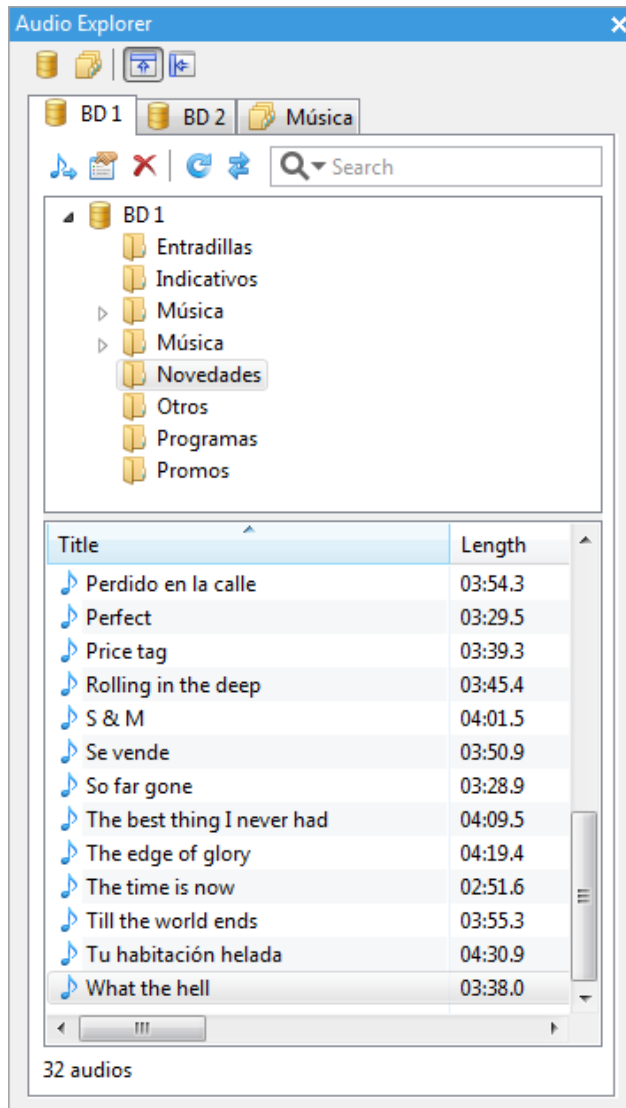 Audio Explorer
BD 1 BD 2 Música
Search
BD 1
Entradillas
Indicativos
Música
Música
Novedades
Otros
Programas
Promos
Title Length
Perdido en la calle 03:54.3
Perfect 03:29.5
Price tag 03:39.3
Rolling in the deep 03:45.4
S & M 04:01.5
Se vende 03:50.9
So far gone 03:28.9
The best thing I never had 04:09.5
The edge of glory 04:19.4
The time is now 02:51.6
Till the world ends 03:55.3
Tu habitación helada 04:30.9
What the hell 03:38.0
32 audios